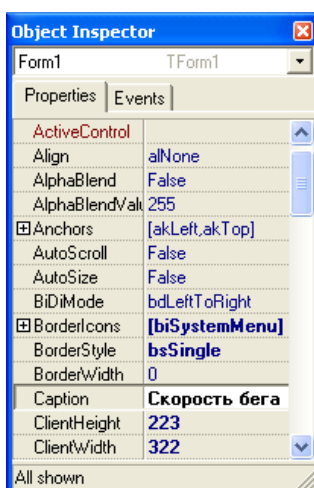 Object Inspector
Form1 TForm1
Properties Events
ActiveControl
Align alNone
AlphaBlend False
AlphaBlendValu 255
Anchors [akLeft,akTop]
AutoScroll False
AutoSize False
BiDiMode bdLeftToRight
BorderIcons [biSystemMenu]
BorderStyle bsSingle
BorderWidth 0
Caption Скорость бега
ClientHeight 223
ClientWidth 322
All shown